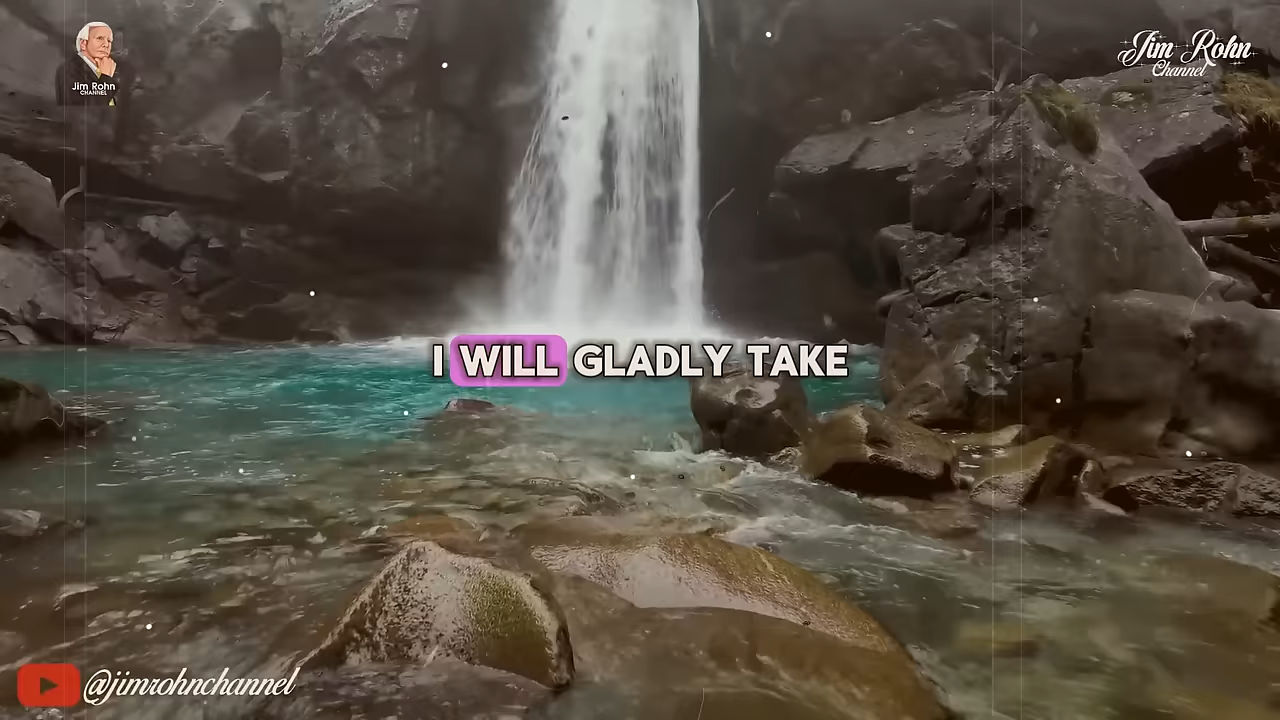 Jim Rohn
CHANNEL
Jim Rohn
Channel
I WILL GLADLY TAKE
@jimrohnchannel